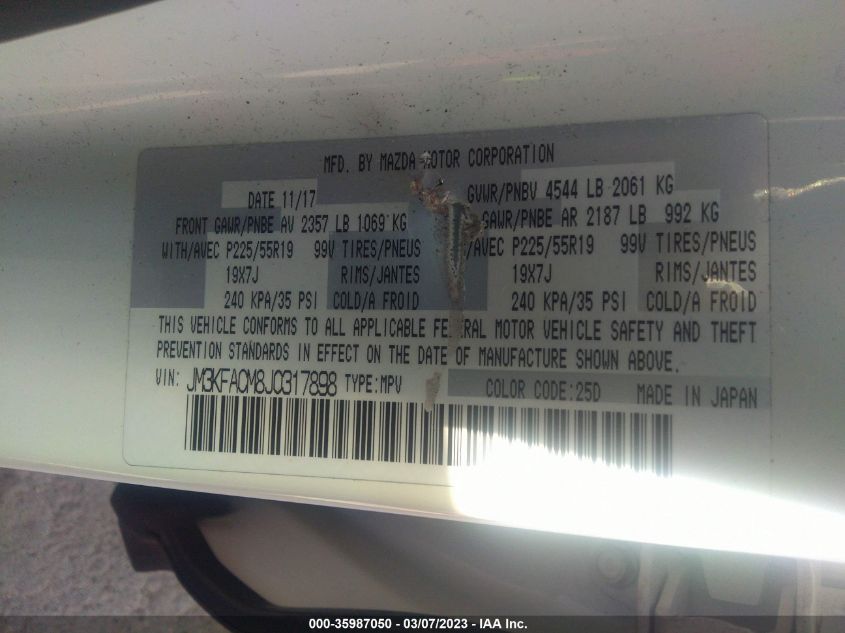 MFD. BY MAZDA MOTOR CORPORATION
DATE 11/17 GVWR/PNBV 4544 LB 2061 KG
FRONT GAWR/PNBE AV 2357 LB 1069 KG GAWR/PNBE AR 2187 LB 992 KG
WITH/AVEC P225/55R19 99V TIRES/PNEUS /AVEC P225/55R19 99V TIRES/PNEUS
19X7J RIMS/JANTES 19X7J RIMS/JANTES
240 KPA/35 PSI COLD/A FROID 240 KPA/35 PSI COLD/A FROID
THIS VEHICLE CONFORMS TO ALL APPLICABLE FEDERAL MOTOR VEHICLE SAFETY AND THEFT
PREVENTION STANDARDS IN EFFECT ON THE DATE OF MANUFACTURE SHOWN ABOVE.
VIN: JM3KFACM8J0317898 TYPE:MPV COLOR CODE:25D MADE IN JAPAN
000-35987050 - 03/07/2023 - IAA Inc.